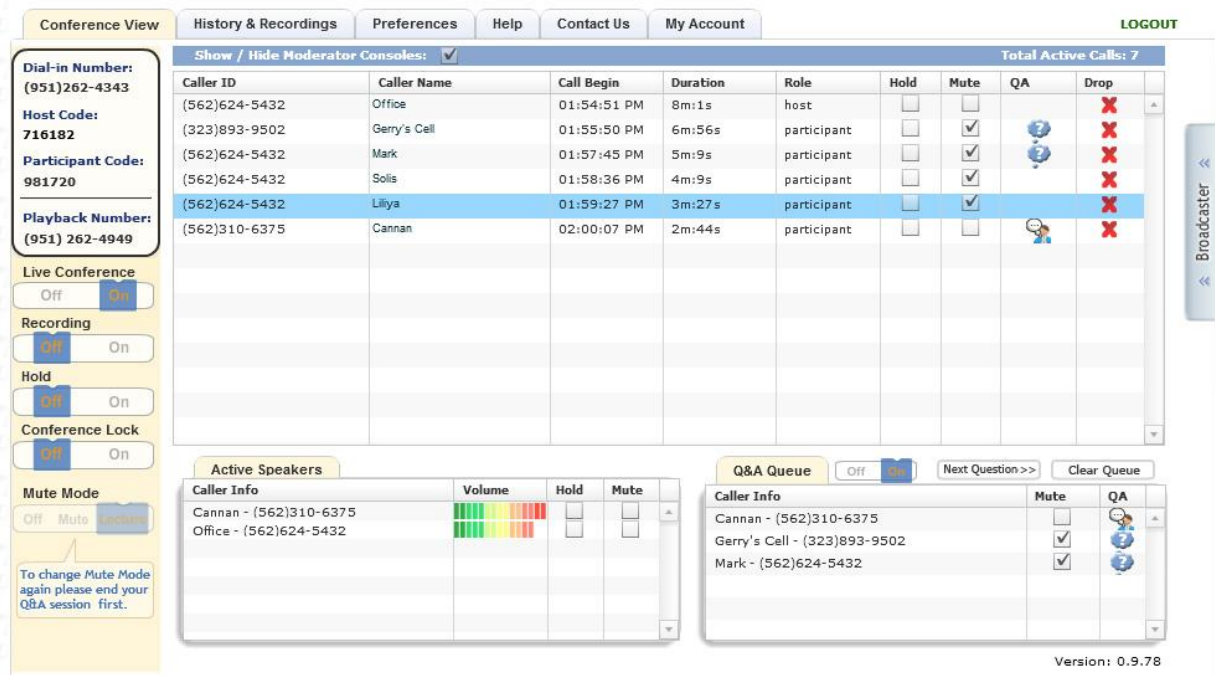 Conference View History & Recordings Preferences Help Contact Us My Account LOGOUT
Dial-in Number:
(951)262-4343
Host Code:
716182
Participant Code:
981720
Playback Number:
(951) 262-4949
Live Conference
Off On
Recording
Off On
Hold
Off On
Conference Lock
Off On
Mute Mode
Off Mute Lecture
To change Mute Mode
again please end your
Q&A session first.
Show / Hide Moderator Consoles: Total Active Calls: 7
Caller ID Caller Name Call Begin Duration Role Hold Mute QA Drop
(562)624-5432 Office 01:54:51 PM 8m:1s host
(323)893-9502 Gerry's Cell 01:55:50 PM 6m:56s participant
(562)624-5432 Mark 01:57:45 PM 5m:9s participant
(562)624-5432 Solis 01:58:36 PM 4m:9s participant
(562)624-5432 Liliya 01:59:27 PM 3m:27s participant
(562)310-6375 Cannan 02:00:07 PM 2m:44s participant
Active Speakers
Caller Info Volume Hold Mute
Cannan - (562)310-6375
Office - (562)624-5432
Q&A Queue Off On Next Question >> Clear Queue
Caller Info Mute QA
Cannan - (562)310-6375
Gerry's Cell - (323)893-9502
Mark - (562)624-5432
Broadcaster
Version: 0.9.78